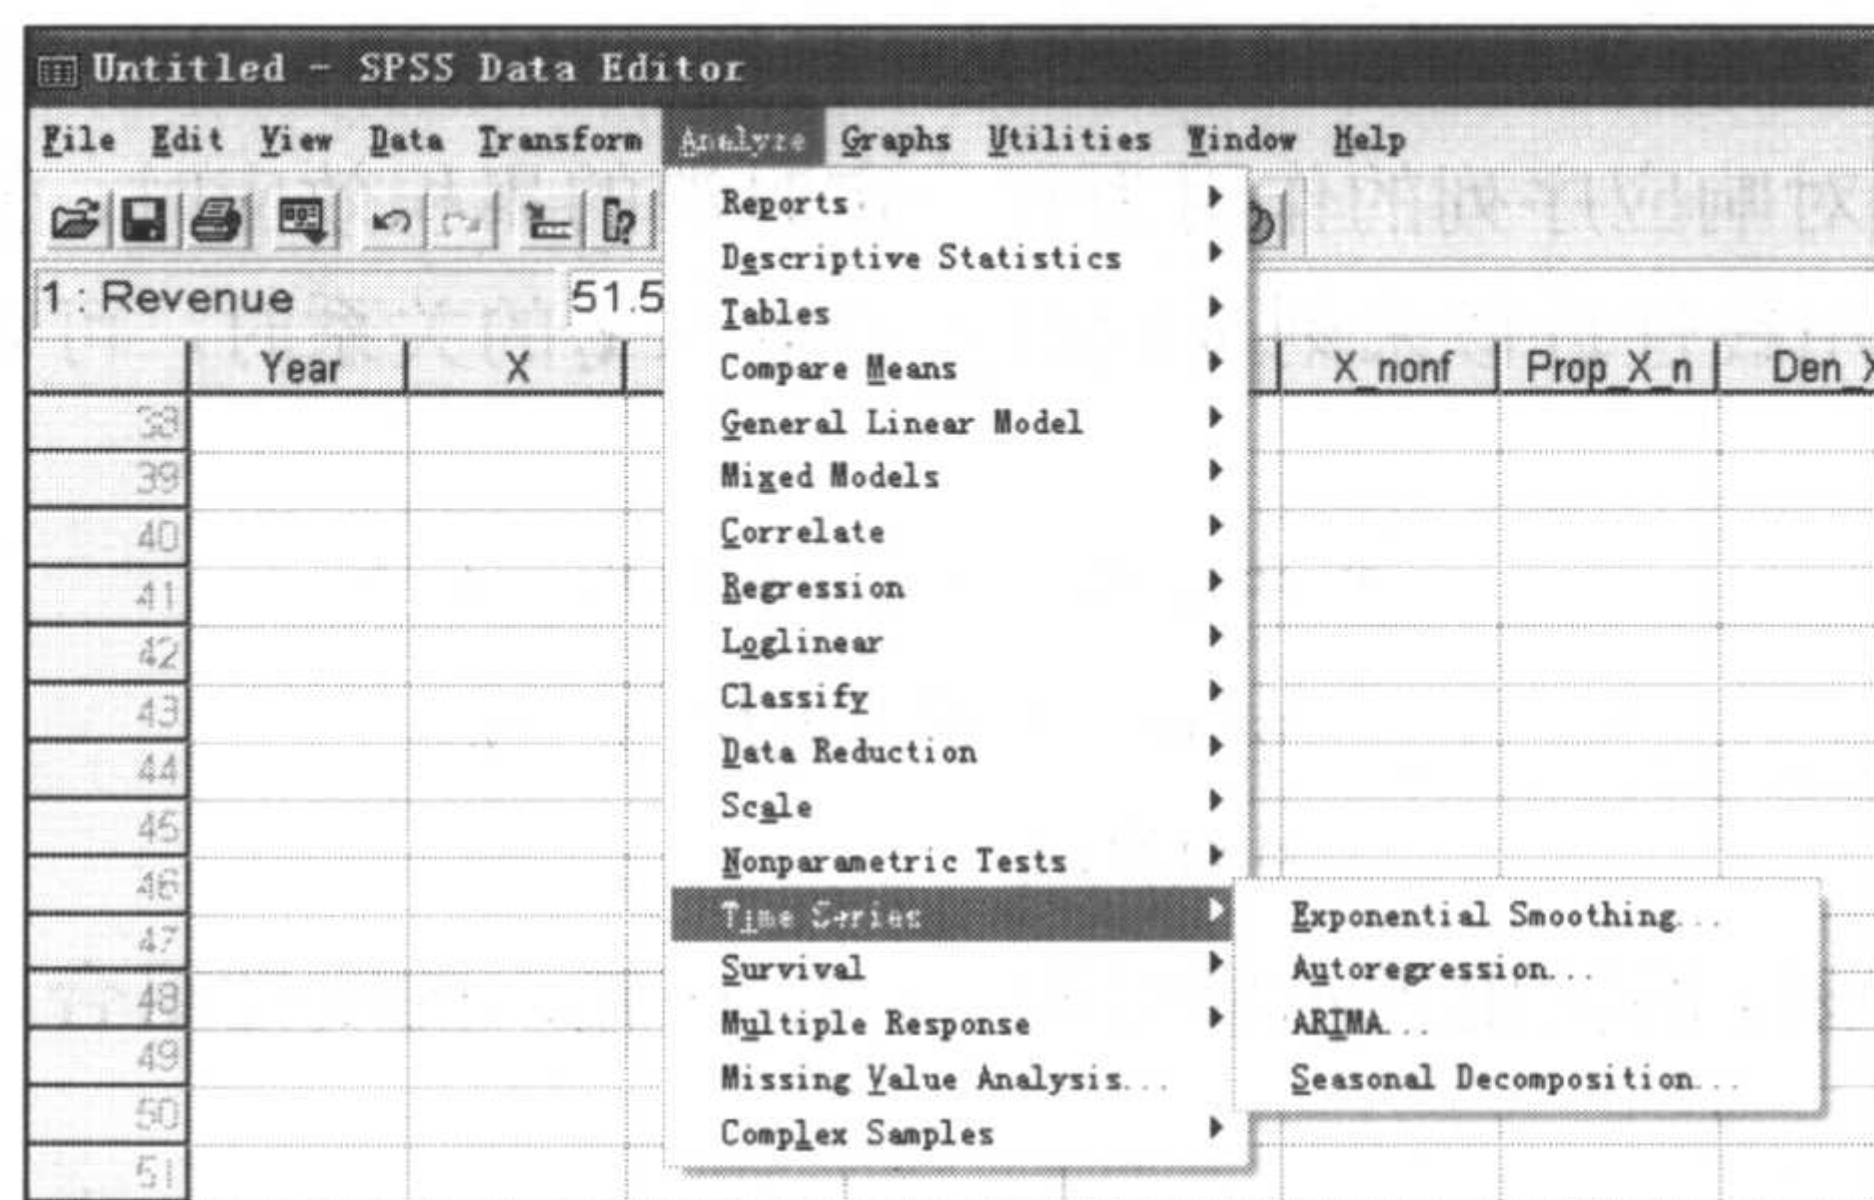 Untitled - SPSS Data Editor
File Edit View Data Transform Analyze Graphs Utilities Window Help
1 : Revenue 51.5
Year X X_nonf Prop_X_n Den_X
Reports
Descriptive Statistics
Tables
Compare Means
General Linear Model
Mixed Models
Correlate
Regression
Loglinear
Classify
Data Reduction
Scale
Nonparametric Tests
Time Series
Survival
Multiple Response
Missing Value Analysis...
Complex Samples
Exponential Smoothing...
Autoregression...
ARIMA...
Seasonal Decomposition...
38
39
40
41
42
43
44
45
46
47
48
49
50
51